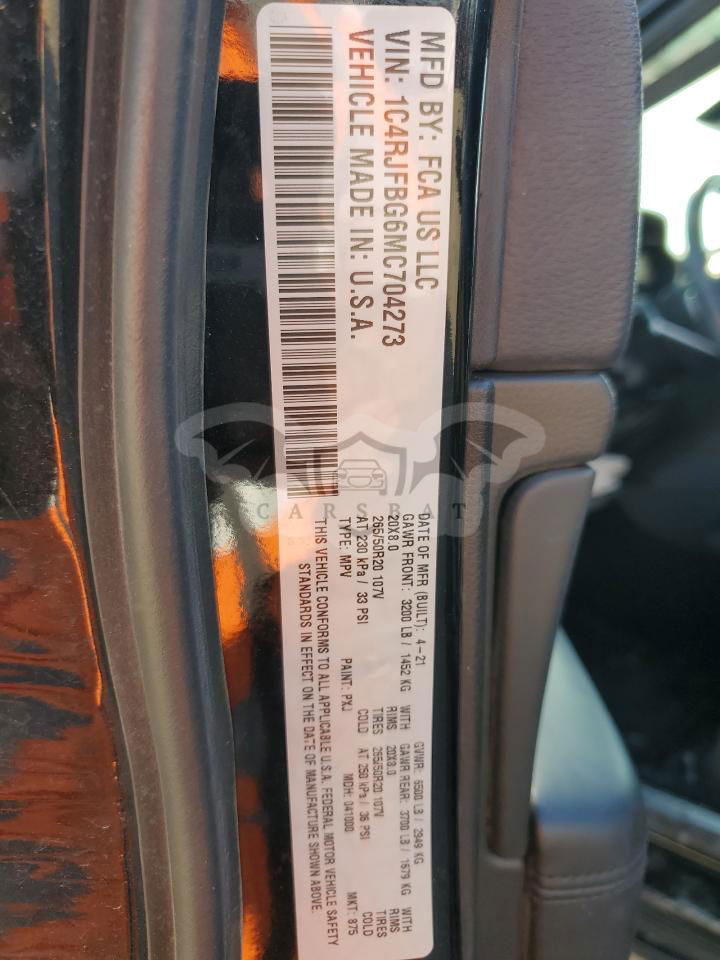 MFD BY: FCA US LLC
VIN: 1C4RJFBG6MC704273
VEHICLE MADE IN: U.S.A.
CARSBAT
DATE OF MFR (BUILT): 4-21 GVWR: 6500 LB / 2949 KG
GAWR FRONT: 3200 LB / 1452 KG WITH GAWR REAR: 3700 LB / 1679 KG WITH
20X8.0 RIMS 20X8.0 RIMS
265/50R20 107V TIRES 265/50R20 107V TIRES
AT 230 kPa / 33 PSI COLD AT 250 kPa / 36 PSI COLD
TYPE: MPV PAINT: PXJ MDH: 041000 MKT: 875
THIS VEHICLE CONFORMS TO ALL APPLICABLE U.S.A. FEDERAL MOTOR VEHICLE SAFETY
STANDARDS IN EFFECT ON THE DATE OF MANUFACTURE SHOWN ABOVE.